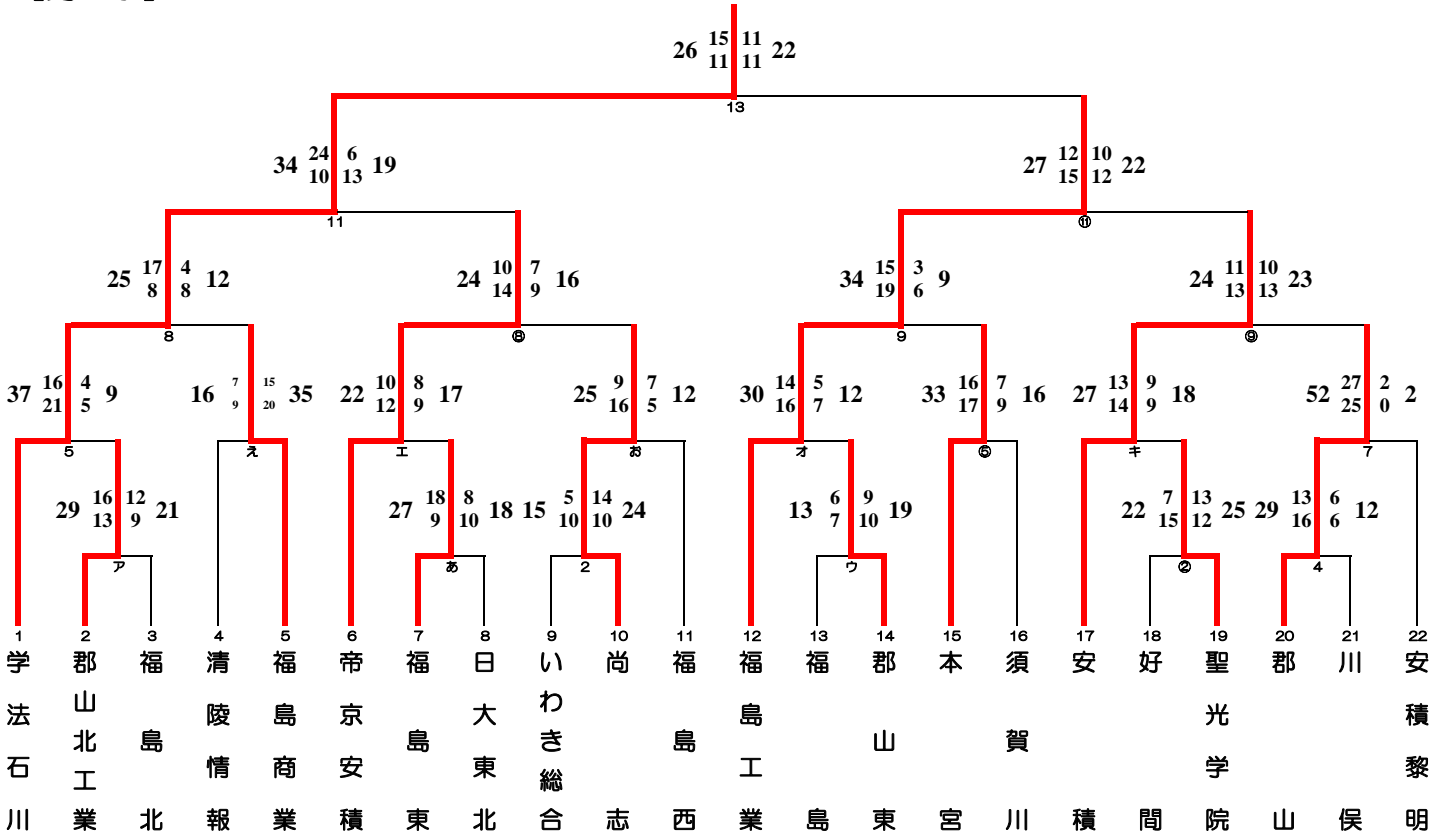 26 15 11 22
11 11
13
34 24 6 19
10 13
27 12 10 22
15 12
11
⑪
25 17 4 12
8 8
24 10 7 16
14 9
34 15 3 9
19 6
24 11 10 23
13 13
8
⑧
9
⑨
37 16 4 9
21 5
16 7 15 35
9 20
22 10 8 17
12 9
25 9 7 12
16 5
30 14 5 12
16 7
33 16 7 16
17 9
27 13 9 18
14 9
52 27 2 2
25 0
5
え
エ
お
オ
⑤
キ
7
29 16 12 21
13 9
27 18 8 18
9 10
15 5 14 24
10 10
13 6 9 19
7 10
22 7 13 25
15 12
29 13 6 12
16 6
ア
あ
2
ウ
②
4
1 学法石川
2 郡山北工業
3 福島北
4 清陵情報
5 福島商業
6 帝京安積
7 福島東
8 日大東北
9 いわき総合
10 尚志
11 福島西
12 福島工業
13 福島
14 郡山東
15 本宮
16 須賀川
17 安積
18 好間
19 聖光学院
20 郡山
21 川俣
22 安積黎明